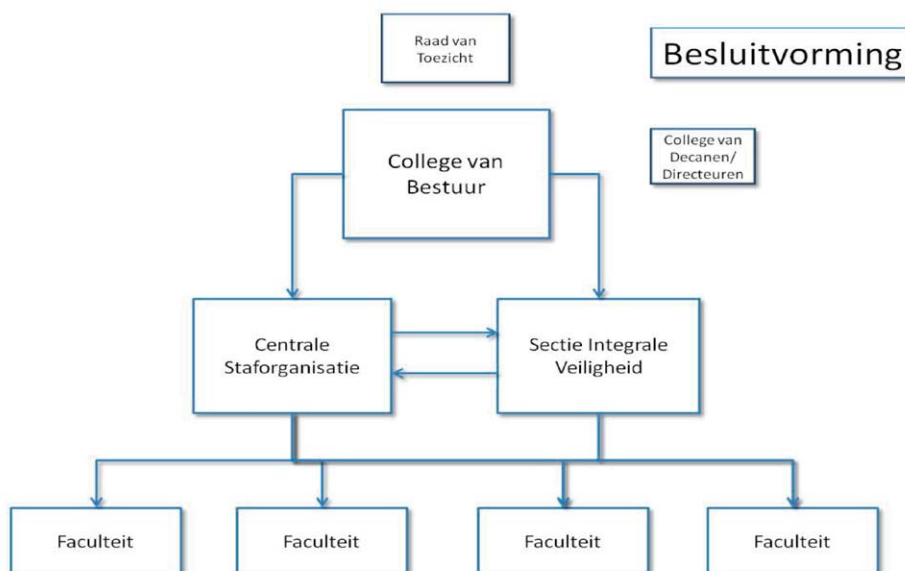 Raad van
Toezicht
Besluitvorming
College van
Bestuur
College van
Decanen/
Directeuren
Centrale
Staforganisatie
Sectie Integrale
Veiligheid
Faculteit
Faculteit
Faculteit
Faculteit